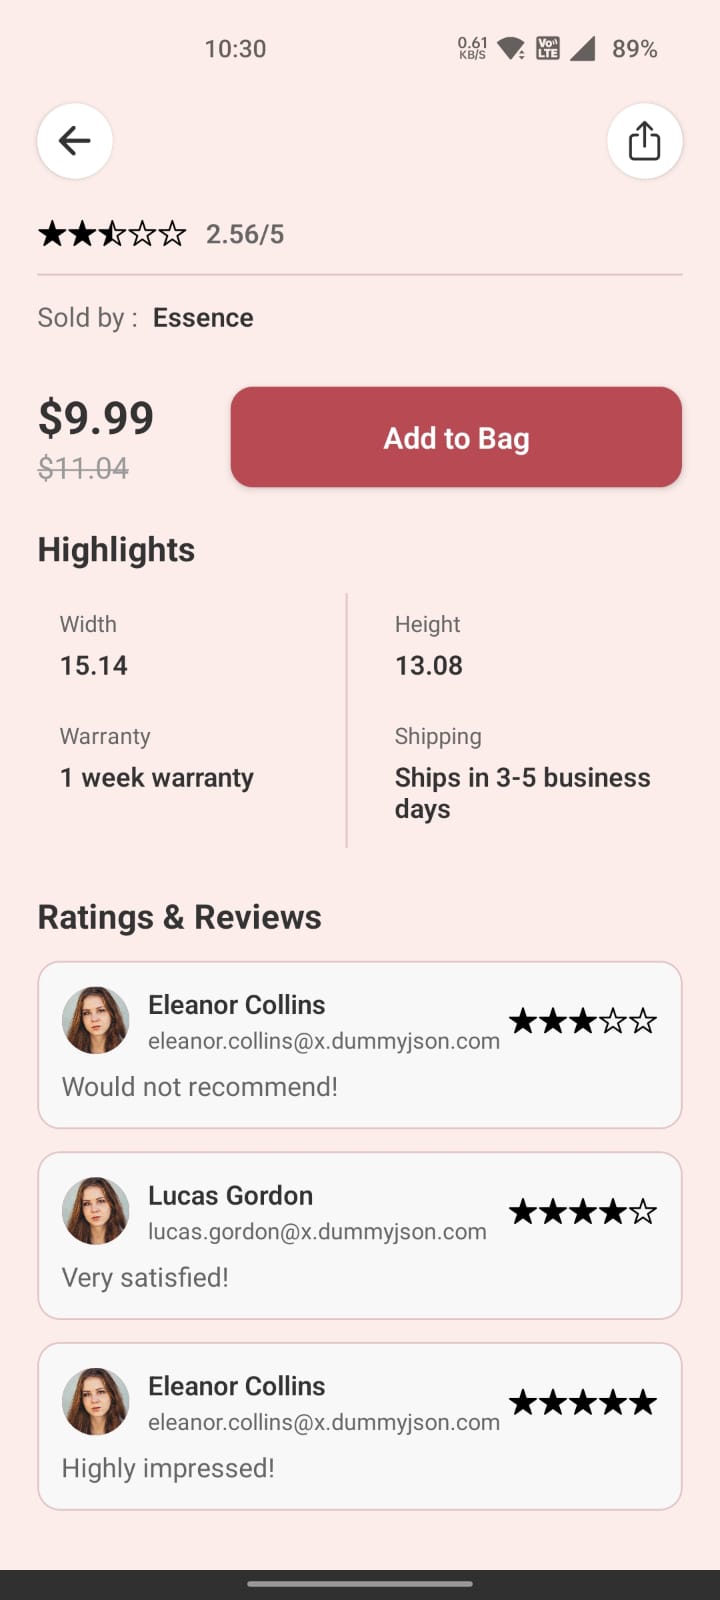 10:30
0.61 KB/S Vo)) LTE 89%
2.56/5
Sold by : Essence
$9.99
$11.04
Add to Bag
Highlights
Width
15.14
Height
13.08
Warranty
1 week warranty
Shipping
Ships in 3-5 business
days
Ratings & Reviews
Eleanor Collins
eleanor.collins@x.dummyjson.com
Would not recommend!
Lucas Gordon
lucas.gordon@x.dummyjson.com
Very satisfied!
Eleanor Collins
eleanor.collins@x.dummyjson.com
Highly impressed!